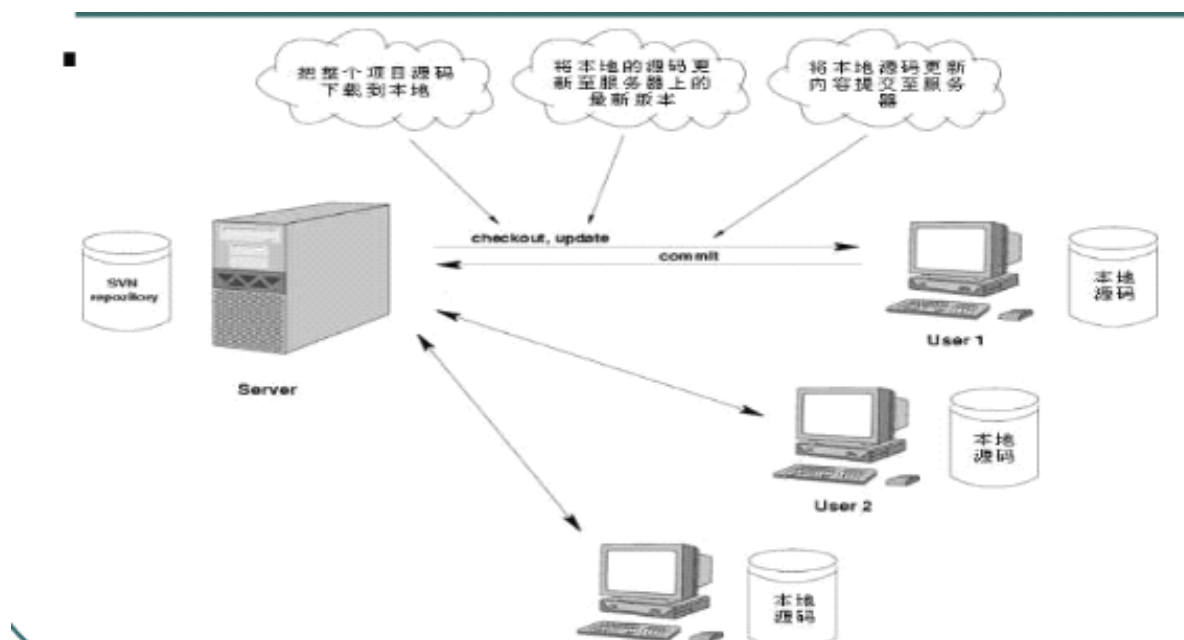 把整个项目源码
下载到本地
将本地的源码更
新至服务器上的
最新版本
将本地源码更新
内容提交至服务
器
checkout, update
commit
SVN
repository
本地
源码
User 1
Server
本地
源码
User 2
本地
源码